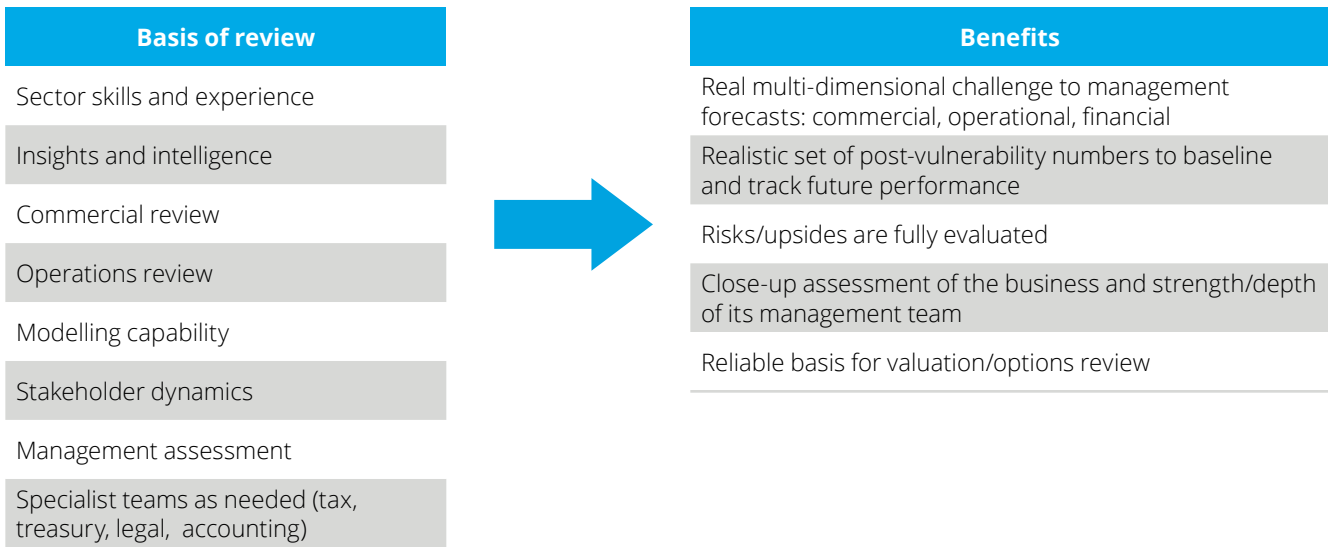 Basis of review
Sector skills and experience
Insights and intelligence
Commercial review
Operations review
Modelling capability
Stakeholder dynamics
Management assessment
Specialist teams as needed (tax,
treasury, legal,  accounting)
Benefits
Real multi-dimensional challenge to management
forecasts: commercial, operational, financial
Realistic set of post-vulnerability numbers to baseline
and track future performance
Risks/upsides are fully evaluated
Close-up assessment of the business and strength/depth
of its management team
Reliable basis for valuation/options review